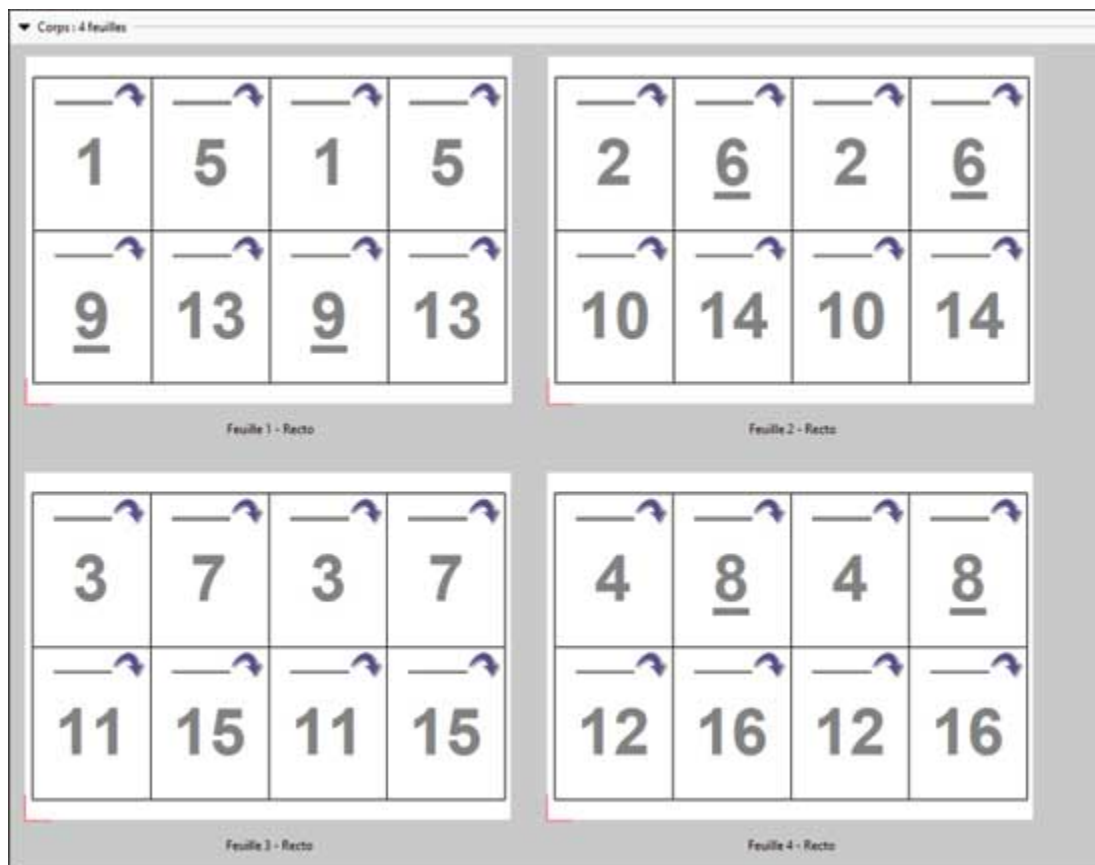 Corps : 4 feuilles
1 5 1 5
9 13 9 13
Feuille 1 - Recto
2 6 2 6
10 14 10 14
Feuille 2 - Recto
3 7 3 7
11 15 11 15
Feuille 3 - Recto
4 8 4 8
12 16 12 16
Feuille 4 - Recto